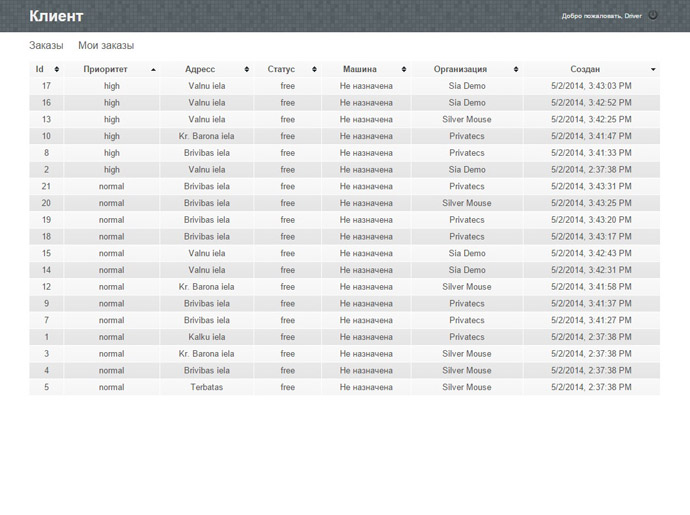 Клиент
Добро пожаловать, Driver
Заказы Мои заказы
Id Приоритет Адресс Статус Машина Организация Создан
17 high Valnu iela free Не назначена Sia Demo 5/2/2014, 3:43:03 PM
16 high Valnu iela free Не назначена Sia Demo 5/2/2014, 3:42:52 PM
13 high Valnu iela free Не назначена Silver Mouse 5/2/2014, 3:42:25 PM
10 high Kr. Barona iela free Не назначена Privatecs 5/2/2014, 3:41:47 PM
8 high Brivibas iela free Не назначена Privatecs 5/2/2014, 3:41:33 PM
2 high Valnu iela free Не назначена Sia Demo 5/2/2014, 2:37:38 PM
21 normal Brivibas iela free Не назначена Privatecs 5/2/2014, 3:43:31 PM
20 normal Brivibas iela free Не назначена Silver Mouse 5/2/2014, 3:43:25 PM
19 normal Brivibas iela free Не назначена Privatecs 5/2/2014, 3:43:20 PM
18 normal Brivibas iela free Не назначена Privatecs 5/2/2014, 3:43:17 PM
15 normal Valnu iela free Не назначена Sia Demo 5/2/2014, 3:42:43 PM
14 normal Valnu iela free Не назначена Sia Demo 5/2/2014, 3:42:31 PM
12 normal Kr. Barona iela free Не назначена Silver Mouse 5/2/2014, 3:41:58 PM
9 normal Brivibas iela free Не назначена Privatecs 5/2/2014, 3:41:37 PM
7 normal Brivibas iela free Не назначена Privatecs 5/2/2014, 3:41:27 PM
1 normal Kalku iela free Не назначена Privatecs 5/2/2014, 2:37:38 PM
3 normal Kr. Barona iela free Не назначена Silver Mouse 5/2/2014, 2:37:38 PM
4 normal Brivibas iela free Не назначена Silver Mouse 5/2/2014, 2:37:38 PM
5 normal Terbatas free Не назначена Silver Mouse 5/2/2014, 2:37:38 PM